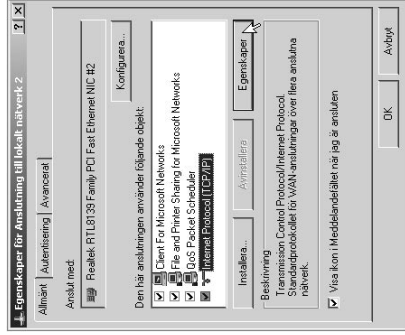 Egenskaper för Anslutning till lokalt nätverk 2
Allmänt Autentisering Avancerat
Anslut med:
Realtek RTL8139 Family PCI Fast Ethernet NIC #2
Konfigurera...
Den här anslutningen använder följande objekt:
Client For Microsoft Networks
File and Printer Sharing for Microsoft Networks
QoS Packet Scheduler
Internet Protocol (TCP/IP)
Installera... Avinstallera Egenskaper
Beskrivning
Transmission Control Protocol/Internet Protocol.
Standardprotokollet för WAN-anslutningar över flera anslutna
nätverk.
Visa ikon i Meddelandefältet när jag är ansluten
OK Avbryt